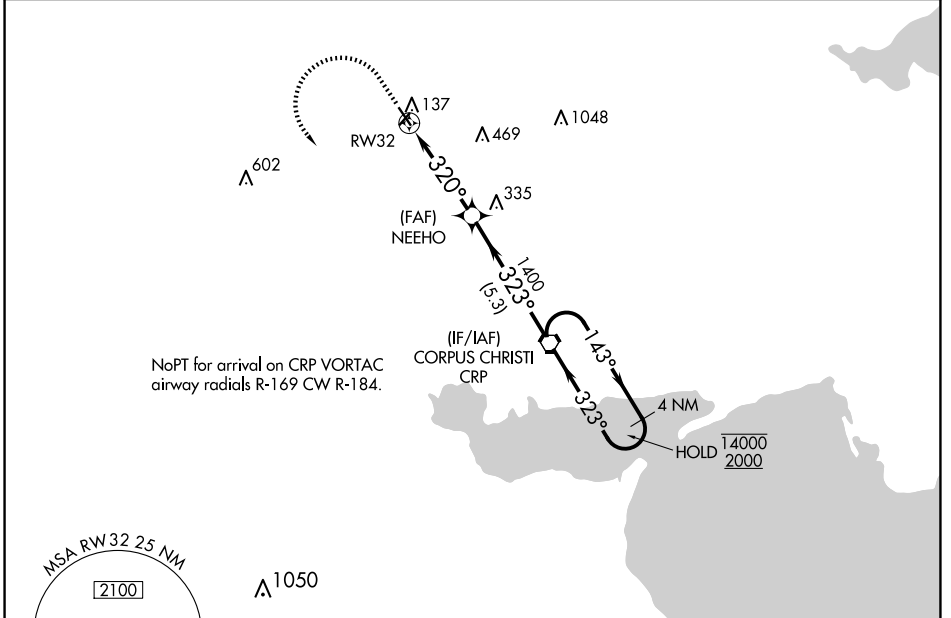 137
RW32
469
1048
602
320°
335
(FAF)
NEEHO
1400
323°
(5.3)
(IF/IAF)
CORPUS CHRISTI
CRP
143°
NoPT for arrival on CRP VORTAC
airway radials R-169 CW R-184.
323°
4 NM
HOLD
14000
2000
MSA RW32 25 NM
2100
1050